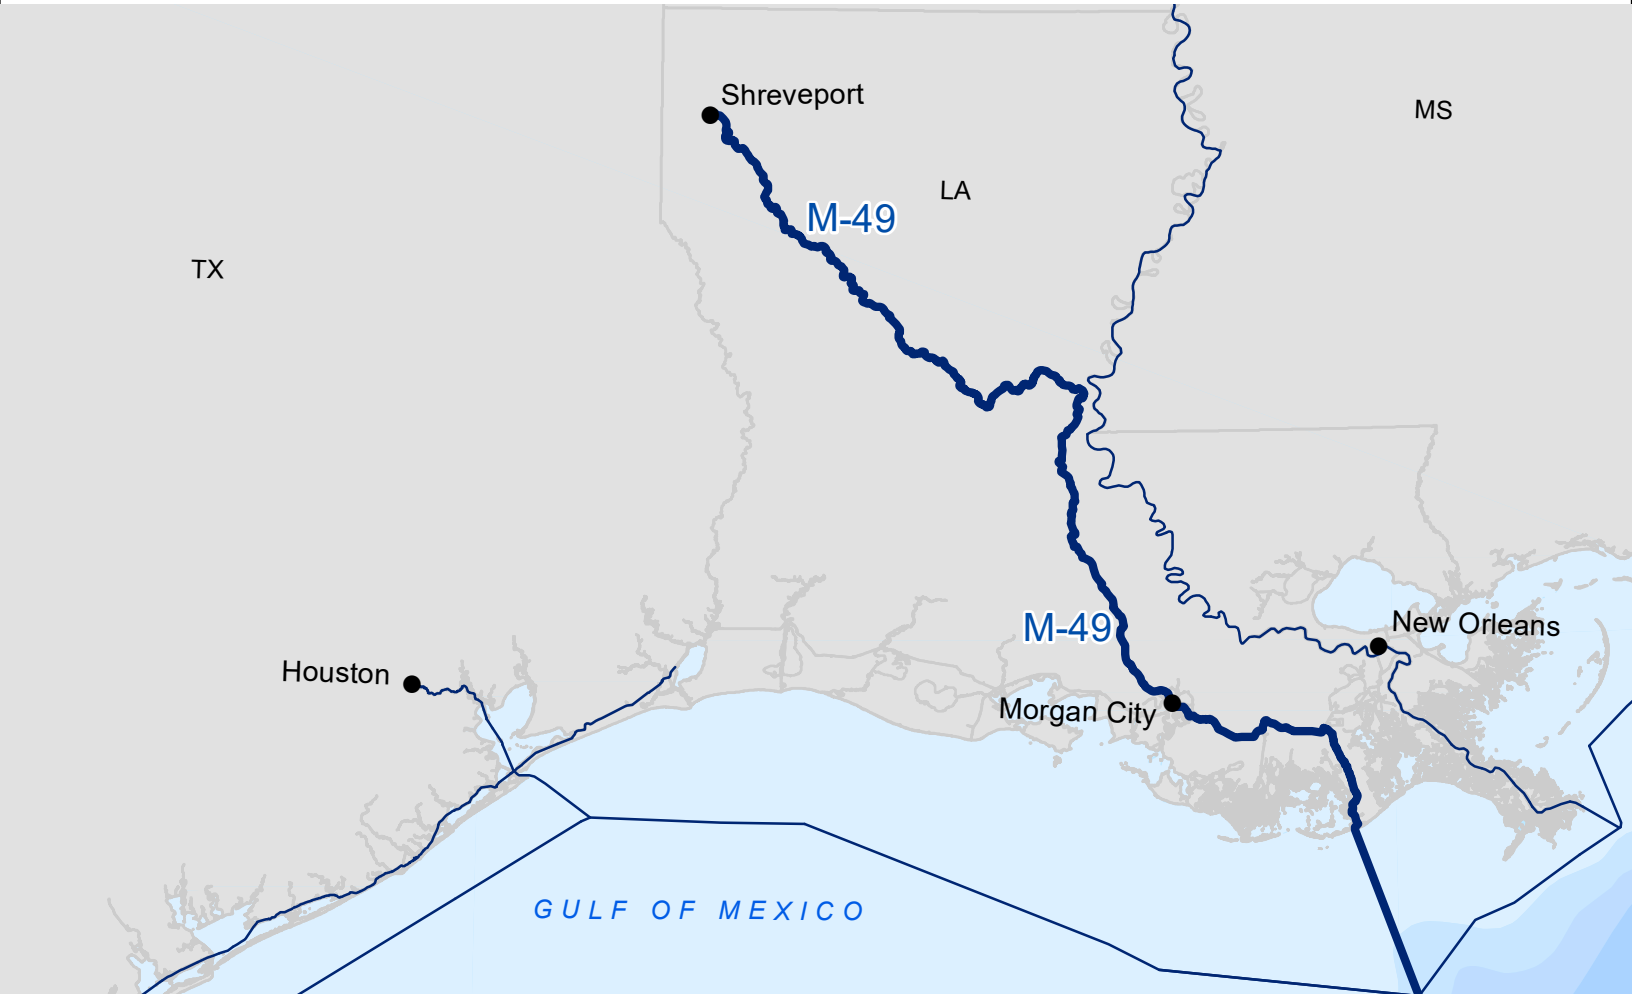 Shreveport
MS
LA
M-49
TX
New Orleans
M-49
Houston
Morgan City
GULF OF MEXICO